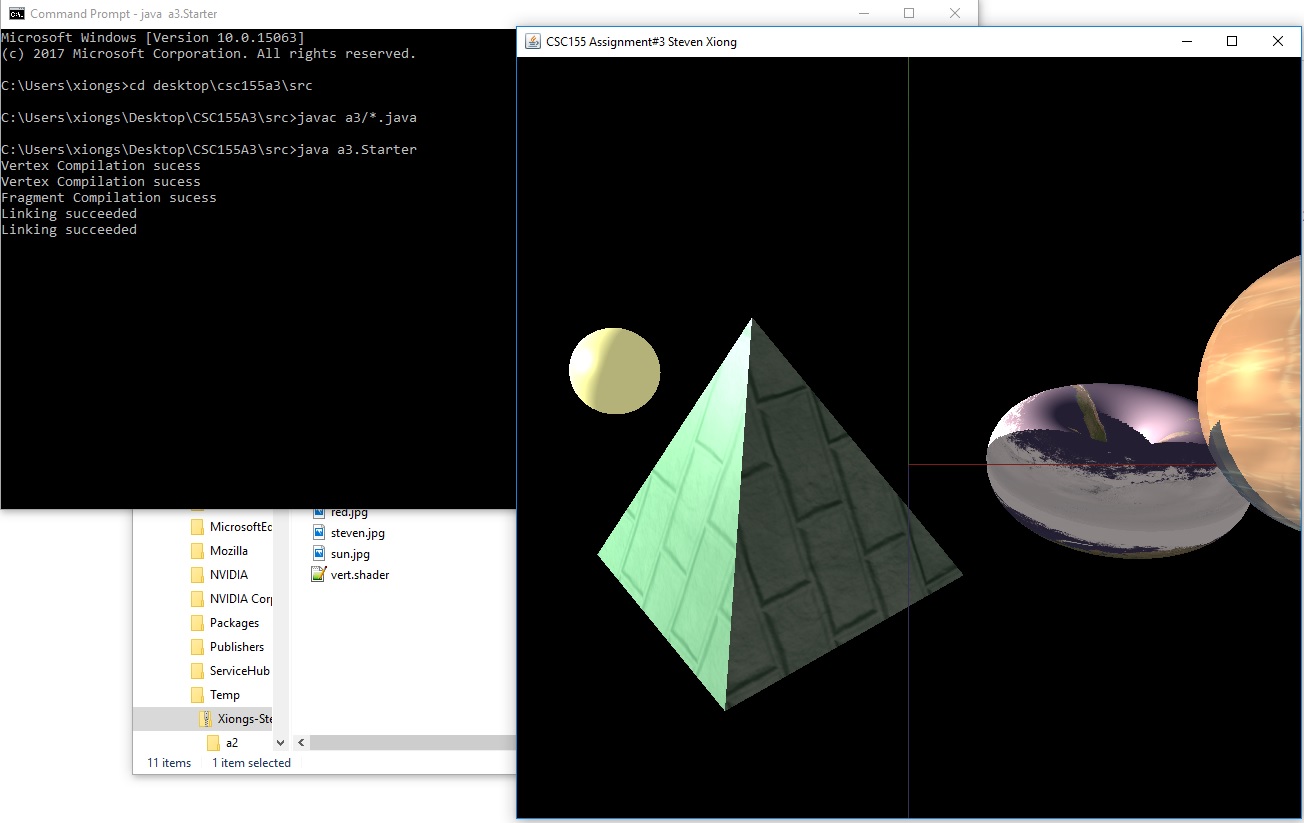 Command Prompt - java  a3.Starter
Microsoft Windows [Version 10.0.15063]
(c) 2017 Microsoft Corporation. All rights reserved.
C:\Users\xiongs>cd desktop\csc155a3\src
C:\Users\xiongs\Desktop\CSC155A3\src>javac a3/*.java
C:\Users\xiongs\Desktop\CSC155A3\src>java a3.Starter
Vertex Compilation sucess
Vertex Compilation sucess
Fragment Compilation sucess
Linking succeeded
Linking succeeded
CSC155 Assignment#3 Steven Xiong
MicrosoftEc
Mozilla
NVIDIA
NVIDIA Corp
Packages
Publishers
ServiceHub
Temp
Xiongs-Ste
a2
red.jpg
steven.jpg
sun.jpg
vert.shader
11 items
1 item selected